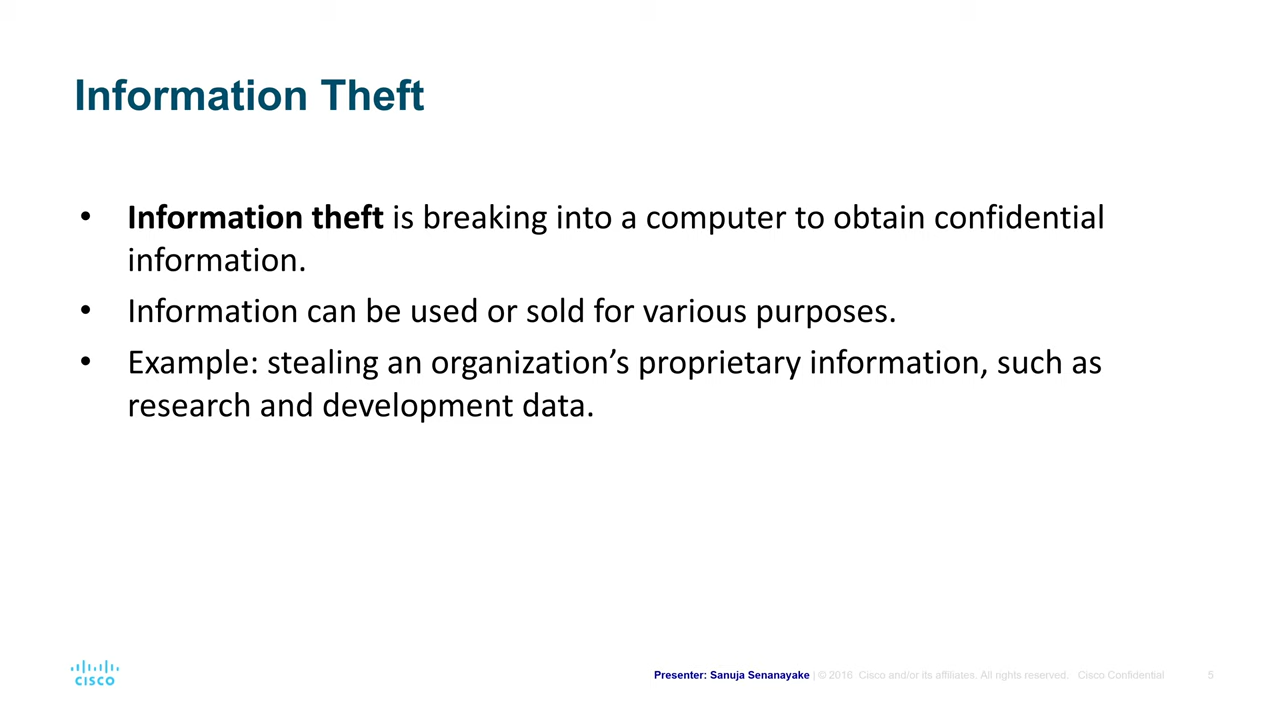 Information Theft
• Information theft is breaking into a computer to obtain confidential
information.
• Information can be used or sold for various purposes.
• Example: stealing an organization’s proprietary information, such as
research and development data.
CISCO
Presenter: Sanuja Senanayake | © 2016 Cisco and/or its affiliates. All rights reserved. Cisco Confidential 5